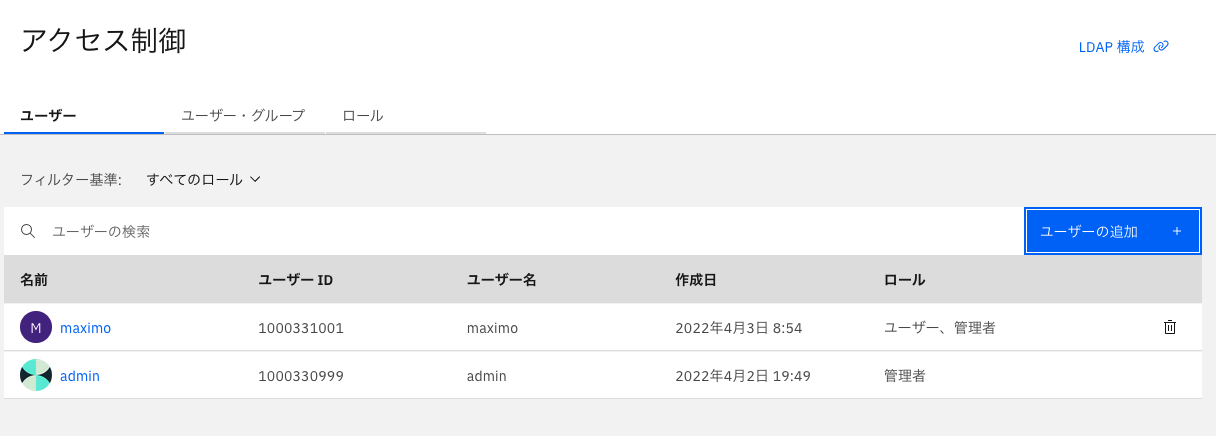 アクセス制御
LDAP 構成
ユーザー ユーザー・グループ ロール
フィルター基準: すべてのロール
ユーザーの検索 ユーザーの追加 +
名前 ユーザー ID ユーザー名 作成日 ロール
M maximo 1000331001 maximo 2022年4月3日 8:54 ユーザー、管理者
admin 1000330999 admin 2022年4月2日 19:49 管理者